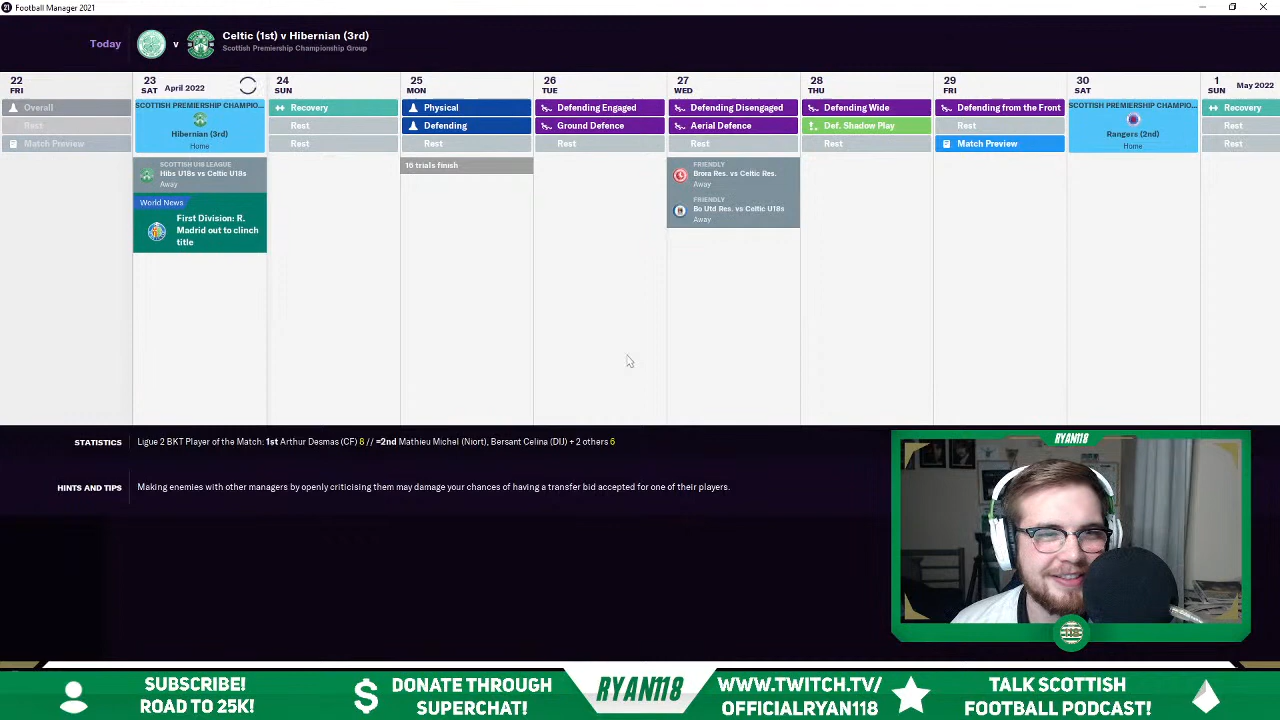 21 Football Manager 2021
Today
v
Celtic (1st) v Hibernian (3rd)
Scottish Premiership Championship Group
22
FRI
Overall
Rest
Match Preview
23
SAT
April 2022
SCOTTISH PREMIERSHIP CHAMPIO...
Hibernian (3rd)
Home
SCOTTISH U18 LEAGUE
Hibs U18s vs Celtic U18s
Away
World News
First Division: R.
Madrid out to clinch
title
24
SUN
Recovery
Rest
Rest
25
MON
Physical
Defending
Rest
15 trials finish
26
TUE
Defending Engaged
Ground Defence
Rest
27
WED
Defending Disengaged
Aerial Defence
Rest
FRIENDLY
Brora Res. vs Celtic Res.
Away
FRIENDLY
Bo Utd Res. vs Celtic U18s
Away
28
THU
Defending Wide
Def. Shadow Play
Rest
29
FRI
Defending from the Front
Rest
Match Preview
30
SAT
SCOTTISH PREMIERSHIP CHAMPIO...
Rangers (2nd)
Home
1
SUN
May 2022
Recovery
Rest
Rest
STATISTICS
Ligue 2 BKT Player of the Match: 1st Arthur Desmas (CF) 8 // =2nd Mathieu Michel (Niort), Bersant Celina (DIJ) + 2 others 6
HINTS AND TIPS
Making enemies with other managers by openly criticising them may damage your chances of having a transfer bid accepted for one of their players.
RYAN118
118
SUBSCRIBE!
ROAD TO 25K!
DONATE THROUGH
SUPERCHAT!
RYAN118
WWW.TWITCH.TV/
OFFICIALRYAN118
TALK SCOTTISH
FOOTBALL PODCAST!